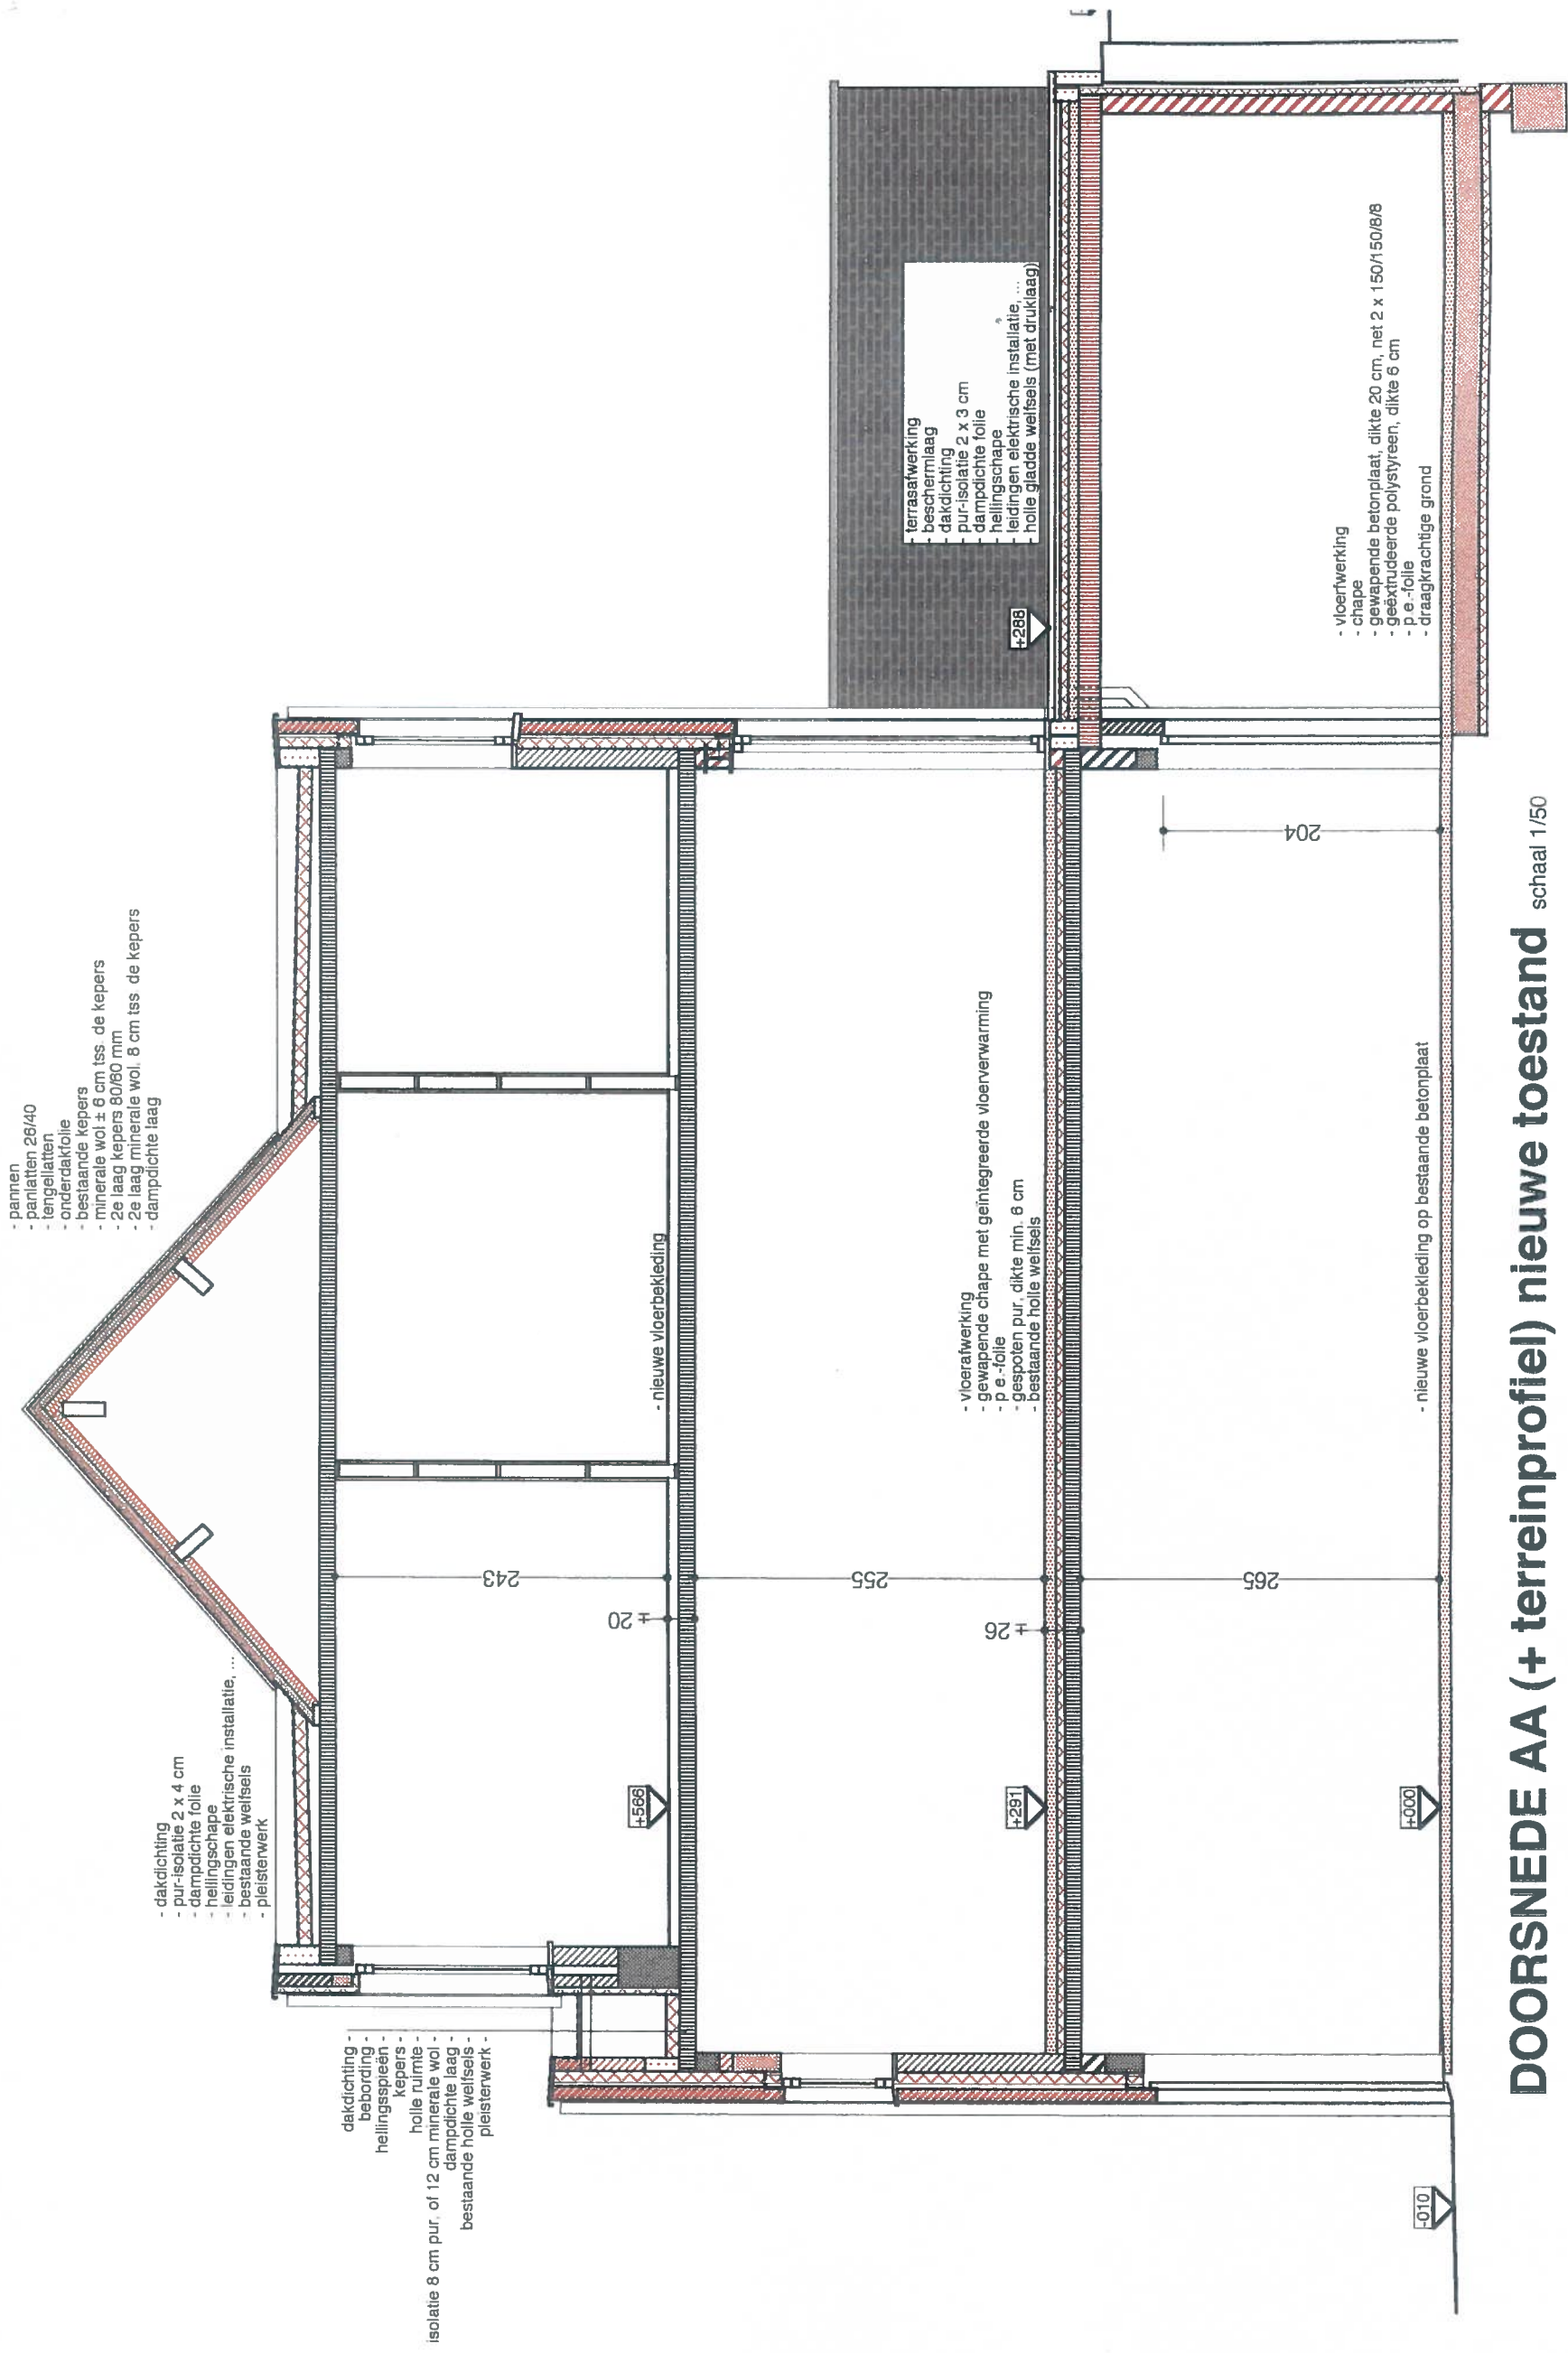 - pannen
- panlatten 26/40
- tengellatten
- onderdakfolie
- bestaande kepers
- minerale wol ± 6 cm tss. de kepers
- 2e laag kepers 80/80 mm
- 2e laag minerale wol. 8 cm tss de kepers
- dampdichte laag
- dakdichting
- pur-isolatie 2 x 4 cm
- dampdichte folie
- hellingschape
- leidingen elektrische installatie, ...
- bestaande welfsels
- pleisterwerk
dakdichting -
bebording -
hellingsspieën -
kepers -
holle ruimte -
isolatie 8 cm pur, of 12 cm minerale wol -
dampdichte laag -
bestaande holle welfsels -
pleisterwerk -
243
± 20
+566
- nieuwe vloerbekleding
- terrasafwerking
- beschermlaag
- dakdichting
- pur-isolatie 2 x 3 cm
- dampdichte folie
- hellingschape
- leidingen elektrische installatie, ...
- holle gladde welfsels (met druklaag)
+288
255
± 26
+291
- vloerafwerking
- gewapende chape met geïntegreerde vloerverwarming
- p e.-folie
- gespoten pur, dikte min. 6 cm
- bestaande holle welfsels
265
204
+000
-010
- nieuwe vloerbekleding op bestaande betonplaat
- vloerfwerking
- chape
- gewapende betonplaat, dikte 20 cm, net 2 x 150/150/8/8
- geëxtrudeerde polystyreen, dikte 6 cm
- p e.-folie
- draagkrachtige grond
DOORSNEDE AA (+ terreinprofiel) nieuwe toestand schaal 1/50